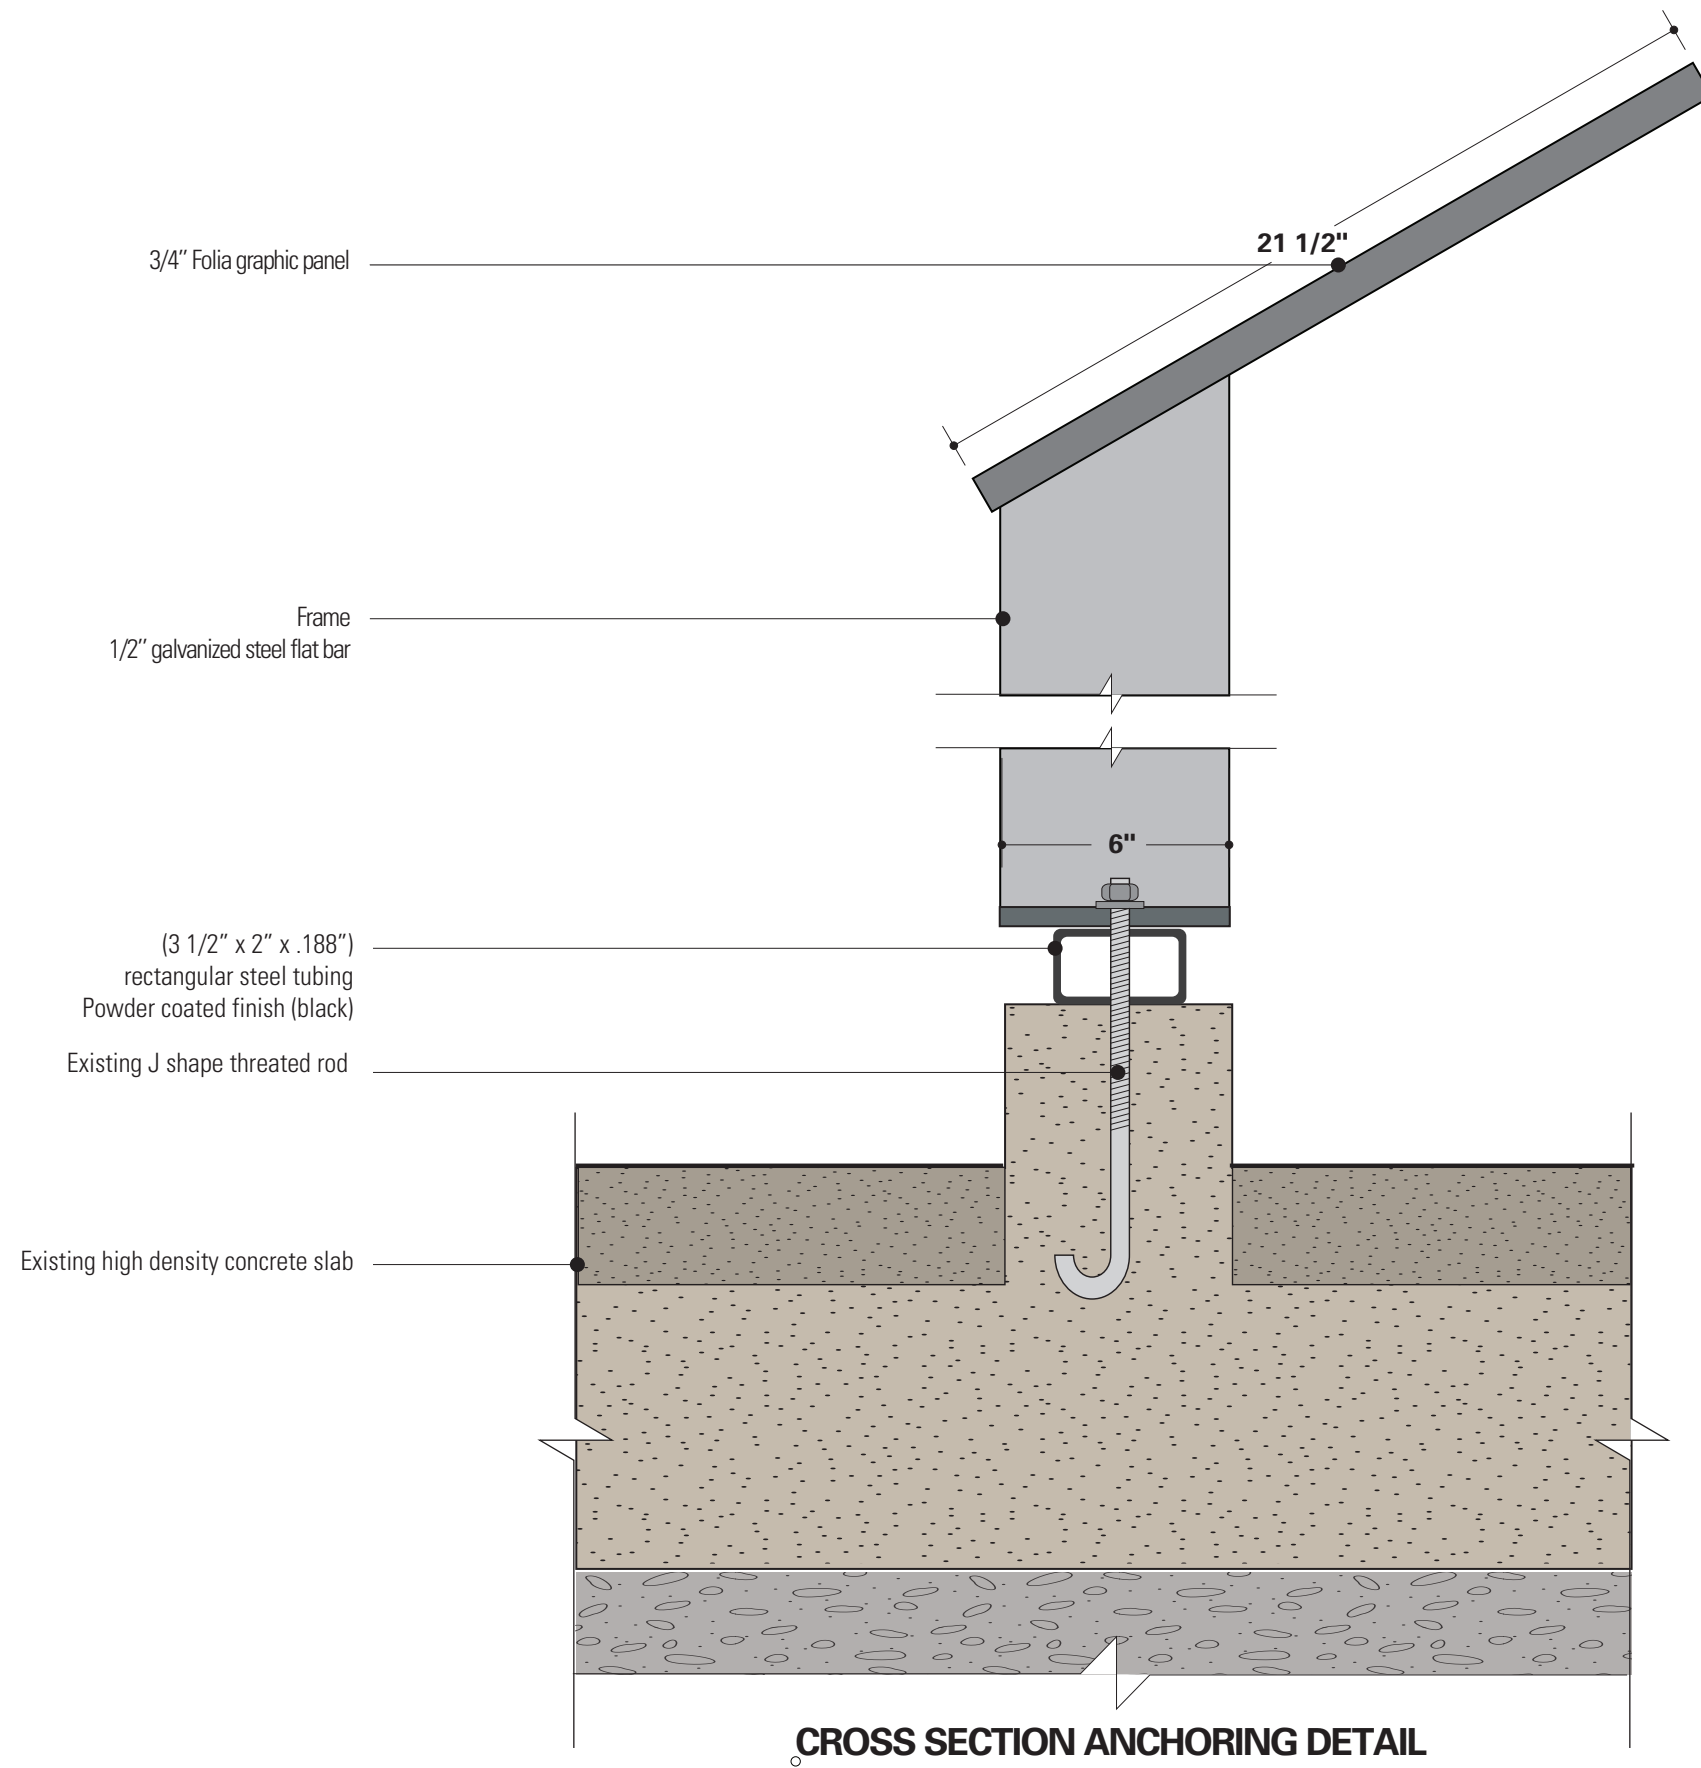 21 1/2"
3/4” Folia graphic panel
Frame
1/2” galvanized steel flat bar
6"
(3 1/2” x 2” x .188”)
rectangular steel tubing
Powder coated finish (black)
Existing J shape threated rod
Existing high density concrete slab
CROSS SECTION ANCHORING DETAIL